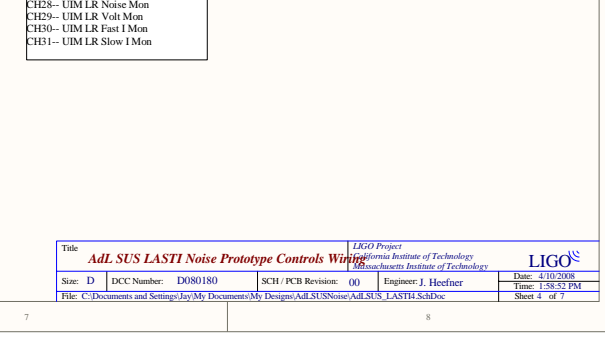 CH28-- UIM LR Noise Mon
CH29-- UIM LR Volt Mon
CH30-- UIM LR Fast I Mon
CH31-- UIM LR Slow I Mon
Title
AdL SUS LASTI Noise Prototype Controls Wiring
LIGO Project
California Institute of Technology
Massachusetts Institute of Technology
LIGO
Size: D DCC Number: D080180 SCH / PCB Revision: 00 Engineer: J. Heefner
Date: 4/10/2008
Time: 1:58:52 PM
File: C:\Documents and Settings\Jay\My Documents\My Designs\AdLSUSNoise\AdLSUS_LASTI4.SchDoc
Sheet 4 of 7
7 8